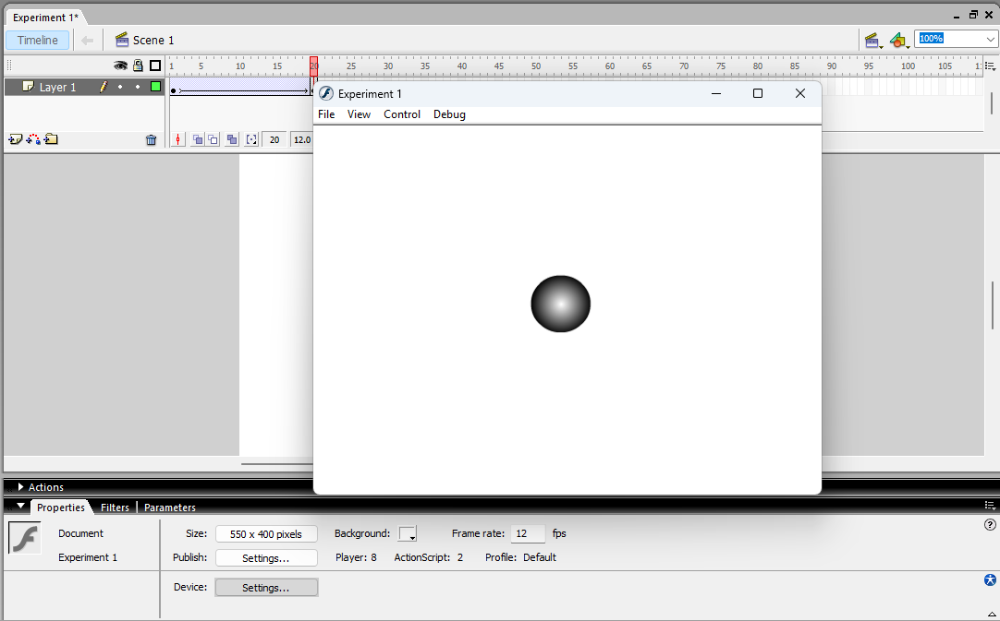 Experiment 1*
Timeline
Scene 1
100%
1 5 10 15 20 25 30 35 40 45 50 55 60 65 70 75 80 85 90 95 100 105
Layer 1
Experiment 1
File View Control Debug
20 12.0
Actions
Properties Filters Parameters
Document Size: 550 x 400 pixels Background: Frame rate: 12 fps
Experiment 1 Publish: Settings... Player: 8 ActionScript: 2 Profile: Default
Device: Settings...